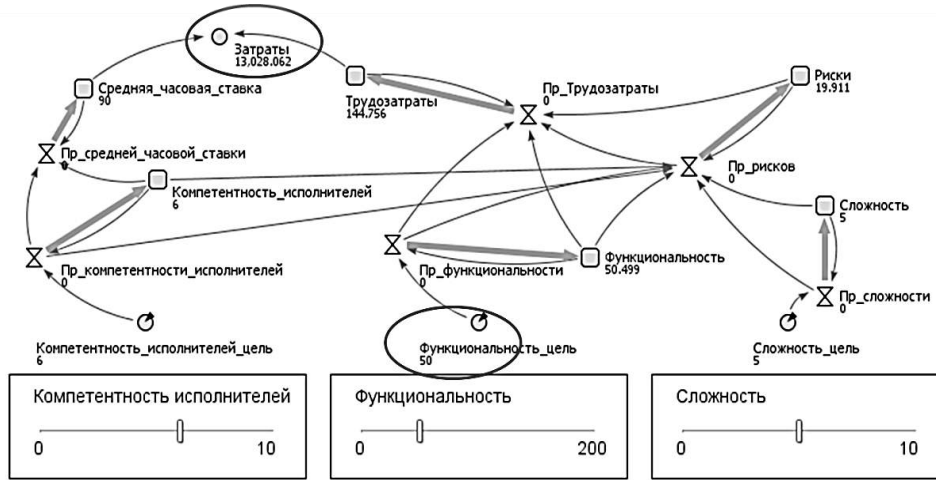 Затраты
13,028.062
Средняя_часовая_ставка
90
Трудозатраты
144.756
Пр_Трудозатраты
0
Риски
19.911
Пр_средней_часовой_ставки
0
Компетентность_исполнителей
6
Пр_рисков
0
Сложность
5
Пр_компетентности_исполнителей
0
Пр_функциональности
0
Функциональность
50.499
Пр_сложности
0
Компетентность_исполнителей_цель
6
Функциональность_цель
50
Сложность_цель
5
Компетентность исполнителей
0 10
Функциональность
0 200
Сложность
0 10